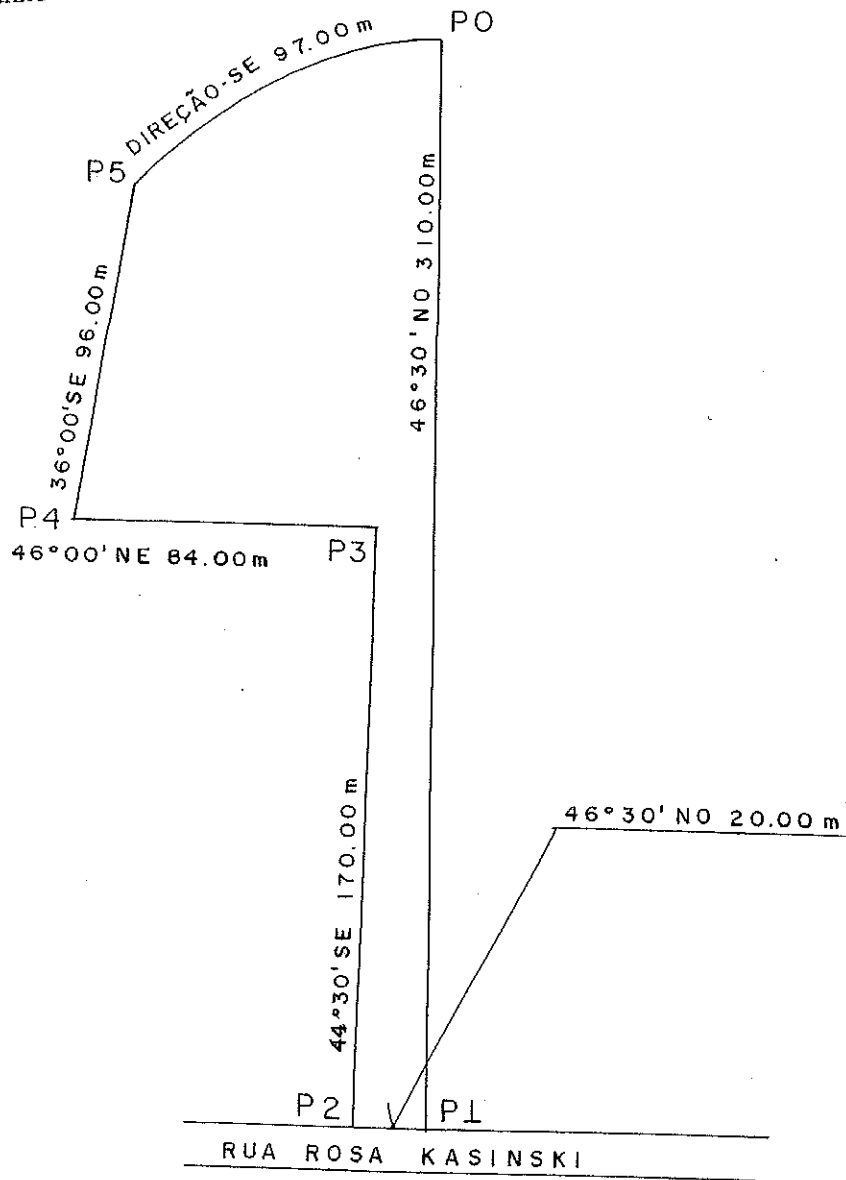 P0
DIREÇÃO-SE 97.00m
P5
46°30'NO 310.00m
36°00'SE 96.00m
P4
P3
46°00'NE 84.00m
46°30'NO 20.00m
44°30'SE 170.00m
P2
P1
RUA ROSA KASINSKI